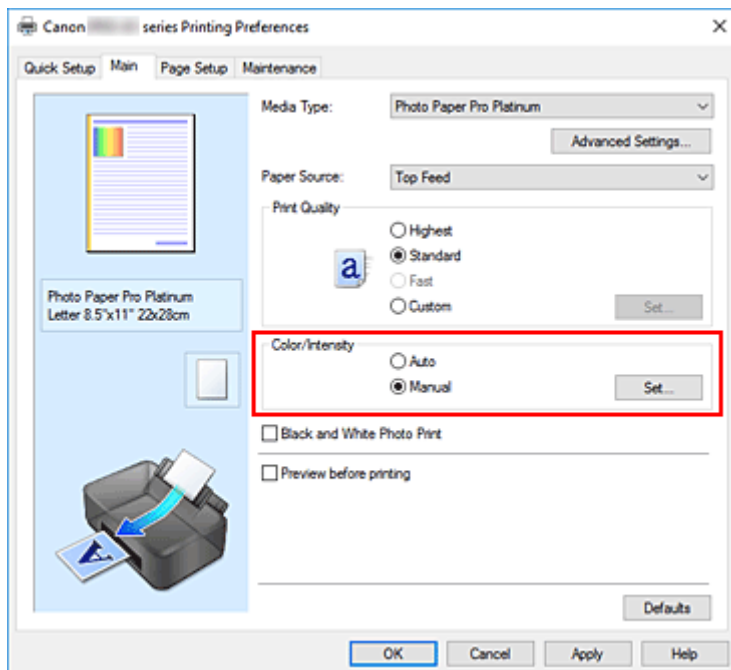 Canon series Printing Preferences
Quick Setup Main Page Setup Maintenance
Media Type: Photo Paper Pro Platinum
Advanced Settings...
Paper Source: Top Feed
Print Quality
Highest
a Standard
Fast
Photo Paper Pro Platinum
Letter 8.5"x11" 22x28cm
Custom Set...
Color/Intensity
Auto
Manual Set...
Black and White Photo Print
Preview before printing
A
Defaults
OK Cancel Apply Help